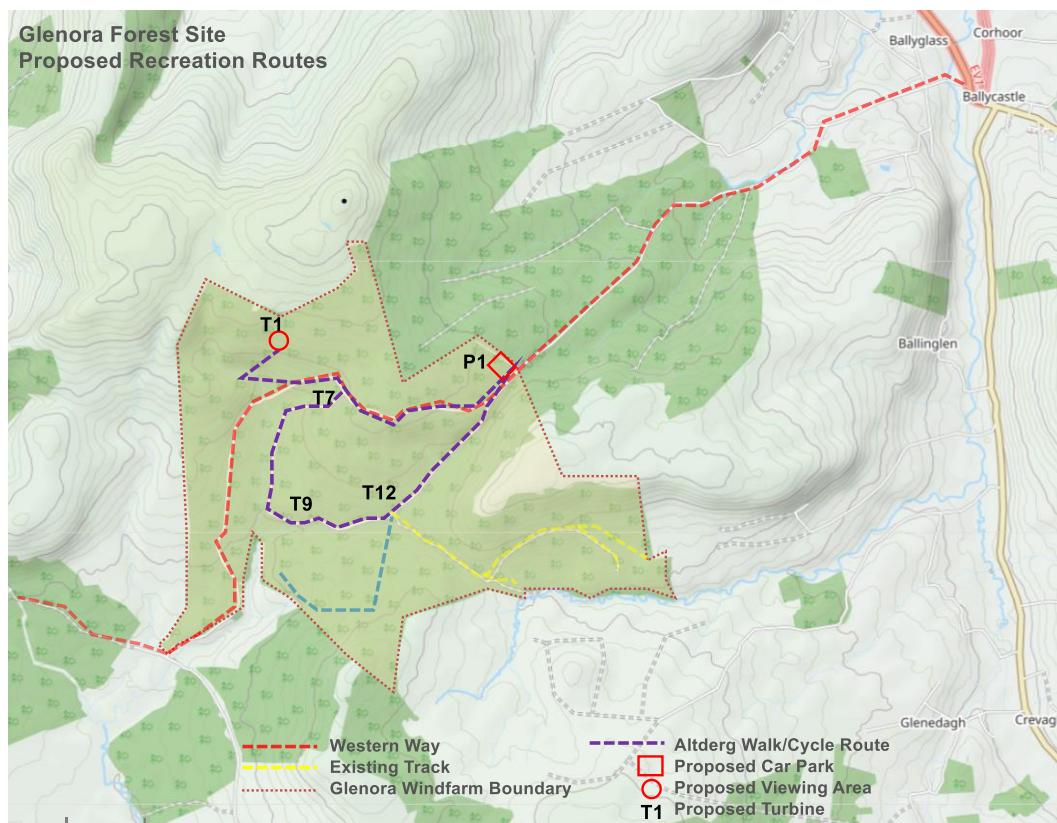 Glenora Forest Site
Proposed Recreation Routes
Ballyglass
Corhoor
EV1
Ballycastle
Ballinglen
T1
P1
T7
T9
T12
Glenedagh
Crevag
Western Way
Existing Track
Glenora Windfarm Boundary
Altderg Walk/Cycle Route
Proposed Car Park
Proposed Viewing Area
T1 Proposed Turbine